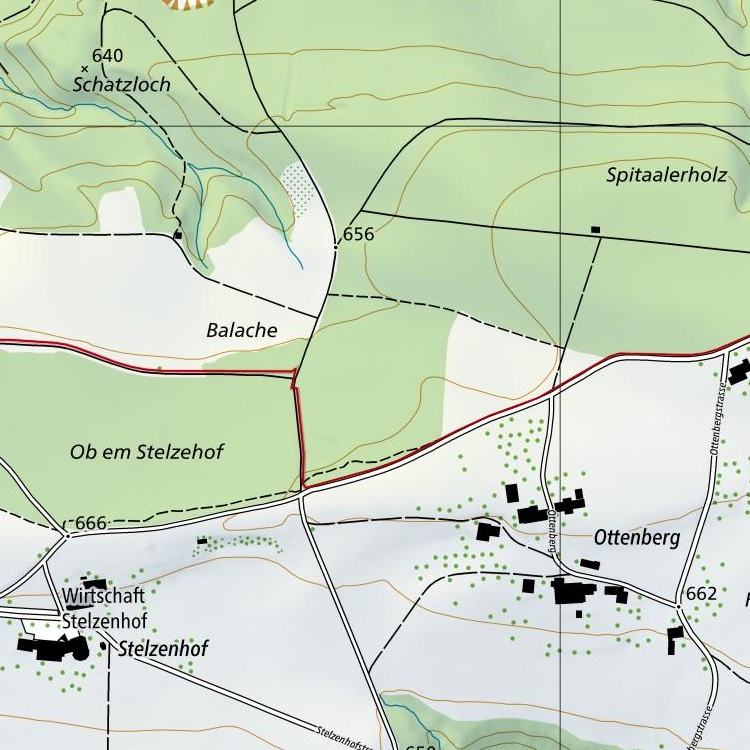 640
Schatzloch
Spitaalerholz
656
Balache
Ottenbergstrasse
Ob em Stelzehof
666
Ottenberg
Ottenberg
Wirtschaft
Stelzenhof
662
Stelzenhof